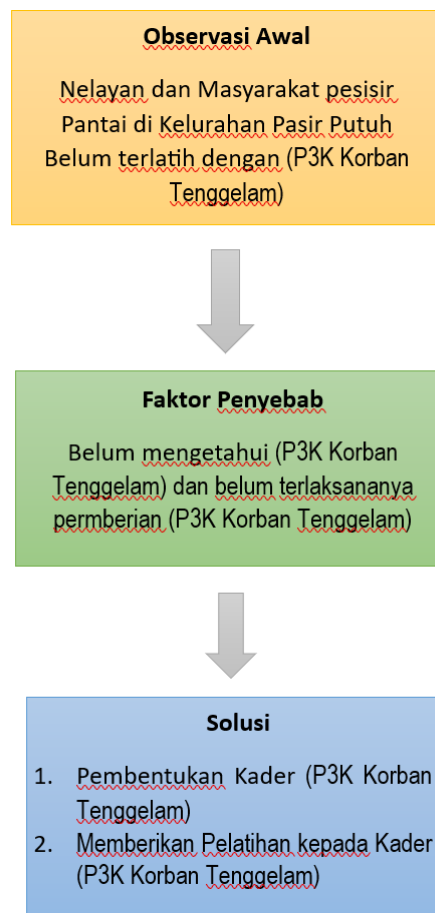 Observasi Awal
Nelayan dan Masyarakat pesisir
Pantai di Kelurahan Pasir Putuh
Belum terlatih dengan (P3K Korban
Tenggelam)
Faktor Penyebab
Belum mengetahui (P3K Korban
Tenggelam) dan belum terlaksananya
permberian (P3K Korban Tenggelam)
Solusi
1. Pembentukan Kader (P3K Korban
Tenggelam)
2. Memberikan Pelatihan kepada Kader
(P3K Korban Tenggelam)